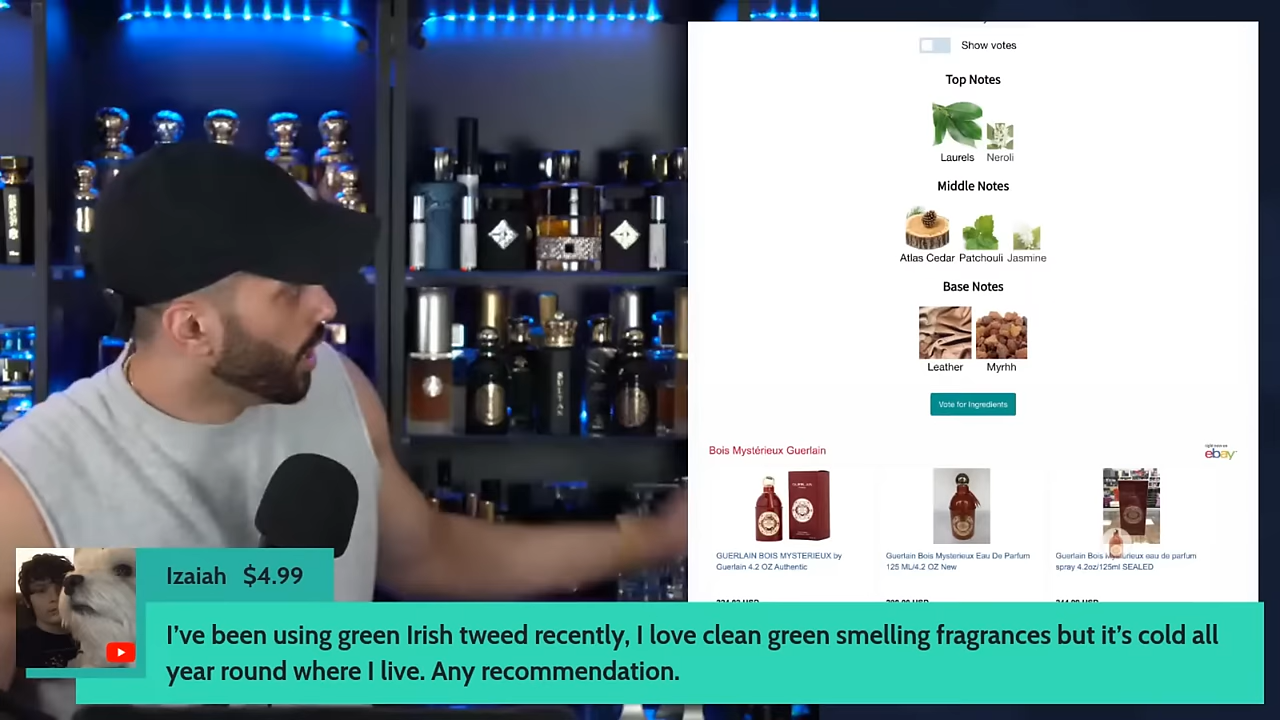 Show votes
Top Notes
Laurels Neroli
Middle Notes
Atlas Cedar Patchouli Jasmine
Base Notes
Leather Myrhh
Vote for Ingredients
Bois Mystérieux Guerlain
right now on
ebay
GUERLAIN BOIS MYSTERIEUX by
Guerlain 4.2 OZ Authentic
Guerlain Bois Mysterieux Eau De Parfum
125 ML/4.2 OZ New
Guerlain Bois Mysterieux eau de parfum
spray 4.2oz/125ml SEALED
Izaiah $4.99
I've been using green Irish tweed recently, I love clean green smelling fragrances but it's cold all
year round where I live. Any recommendation.